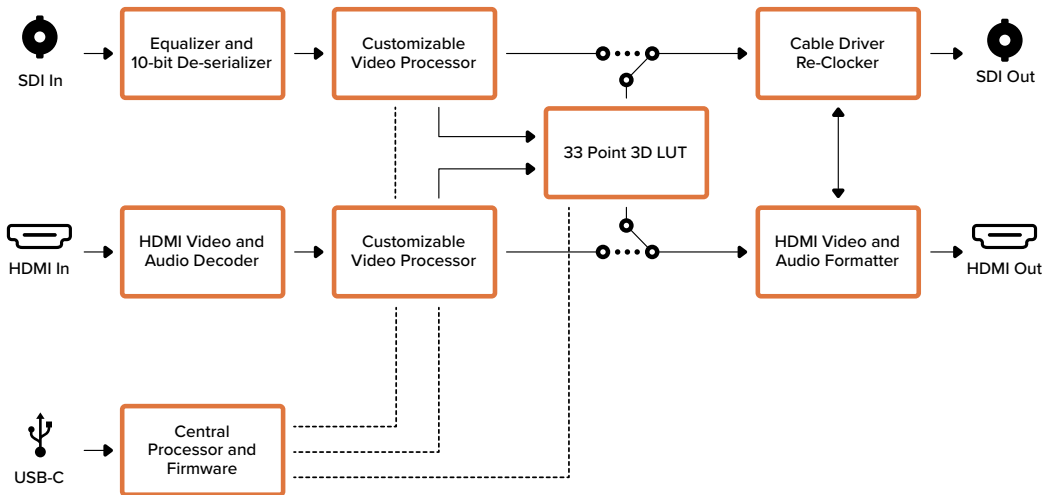 SDI In
Equalizer and
10-bit De-serializer
Customizable
Video Processor
Cable Driver
Re-Clocker
SDI Out
33 Point 3D LUT
HDMI In
HDMI Video and
Audio Decoder
Customizable
Video Processor
HDMI Video and
Audio Formatter
HDMI Out
USB-C
Central
Processor and
Firmware